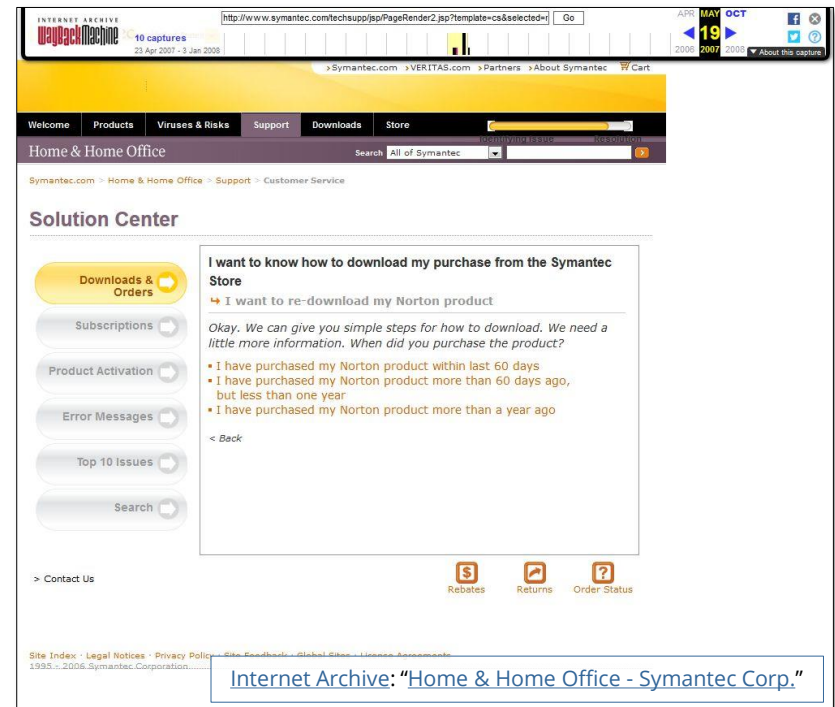 INTERNET ARCHIVE
WayBackMachine
10 captures
23 Apr 2007 - 3 Jan 2008
http://www.symantec.com/techsupp/jsp/PageRender2.jsp?template=cs&selected=r
Go
APR MAY OCT
19
2006 2007 2008
About this capture
Symantec.com VERITAS.com Partners About Symantec Cart
Welcome Products Viruses & Risks Support Downloads Store
Identifying Issue Resolution
Home & Home Office
Search All of Symantec
Symantec.com > Home & Home Office > Support > Customer Service
Solution Center
Downloads &
Orders
Subscriptions
Product Activation
Error Messages
Top 10 Issues
Search
I want to know how to download my purchase from the Symantec
Store
I want to re-download my Norton product
Okay. We can give you simple steps for how to download. We need a
little more information. When did you purchase the product?
I have purchased my Norton product within last 60 days
I have purchased my Norton product more than 60 days ago,
but less than one year
I have purchased my Norton product more than a year ago
< Back
> Contact Us
Rebates Returns Order Status
Site Index · Legal Notices · Privacy Policy · Site Feedback · Global Sites · License Agreements
1995 - 2006 Symantec Corporation
Internet Archive: “Home & Home Office - Symantec Corp.”